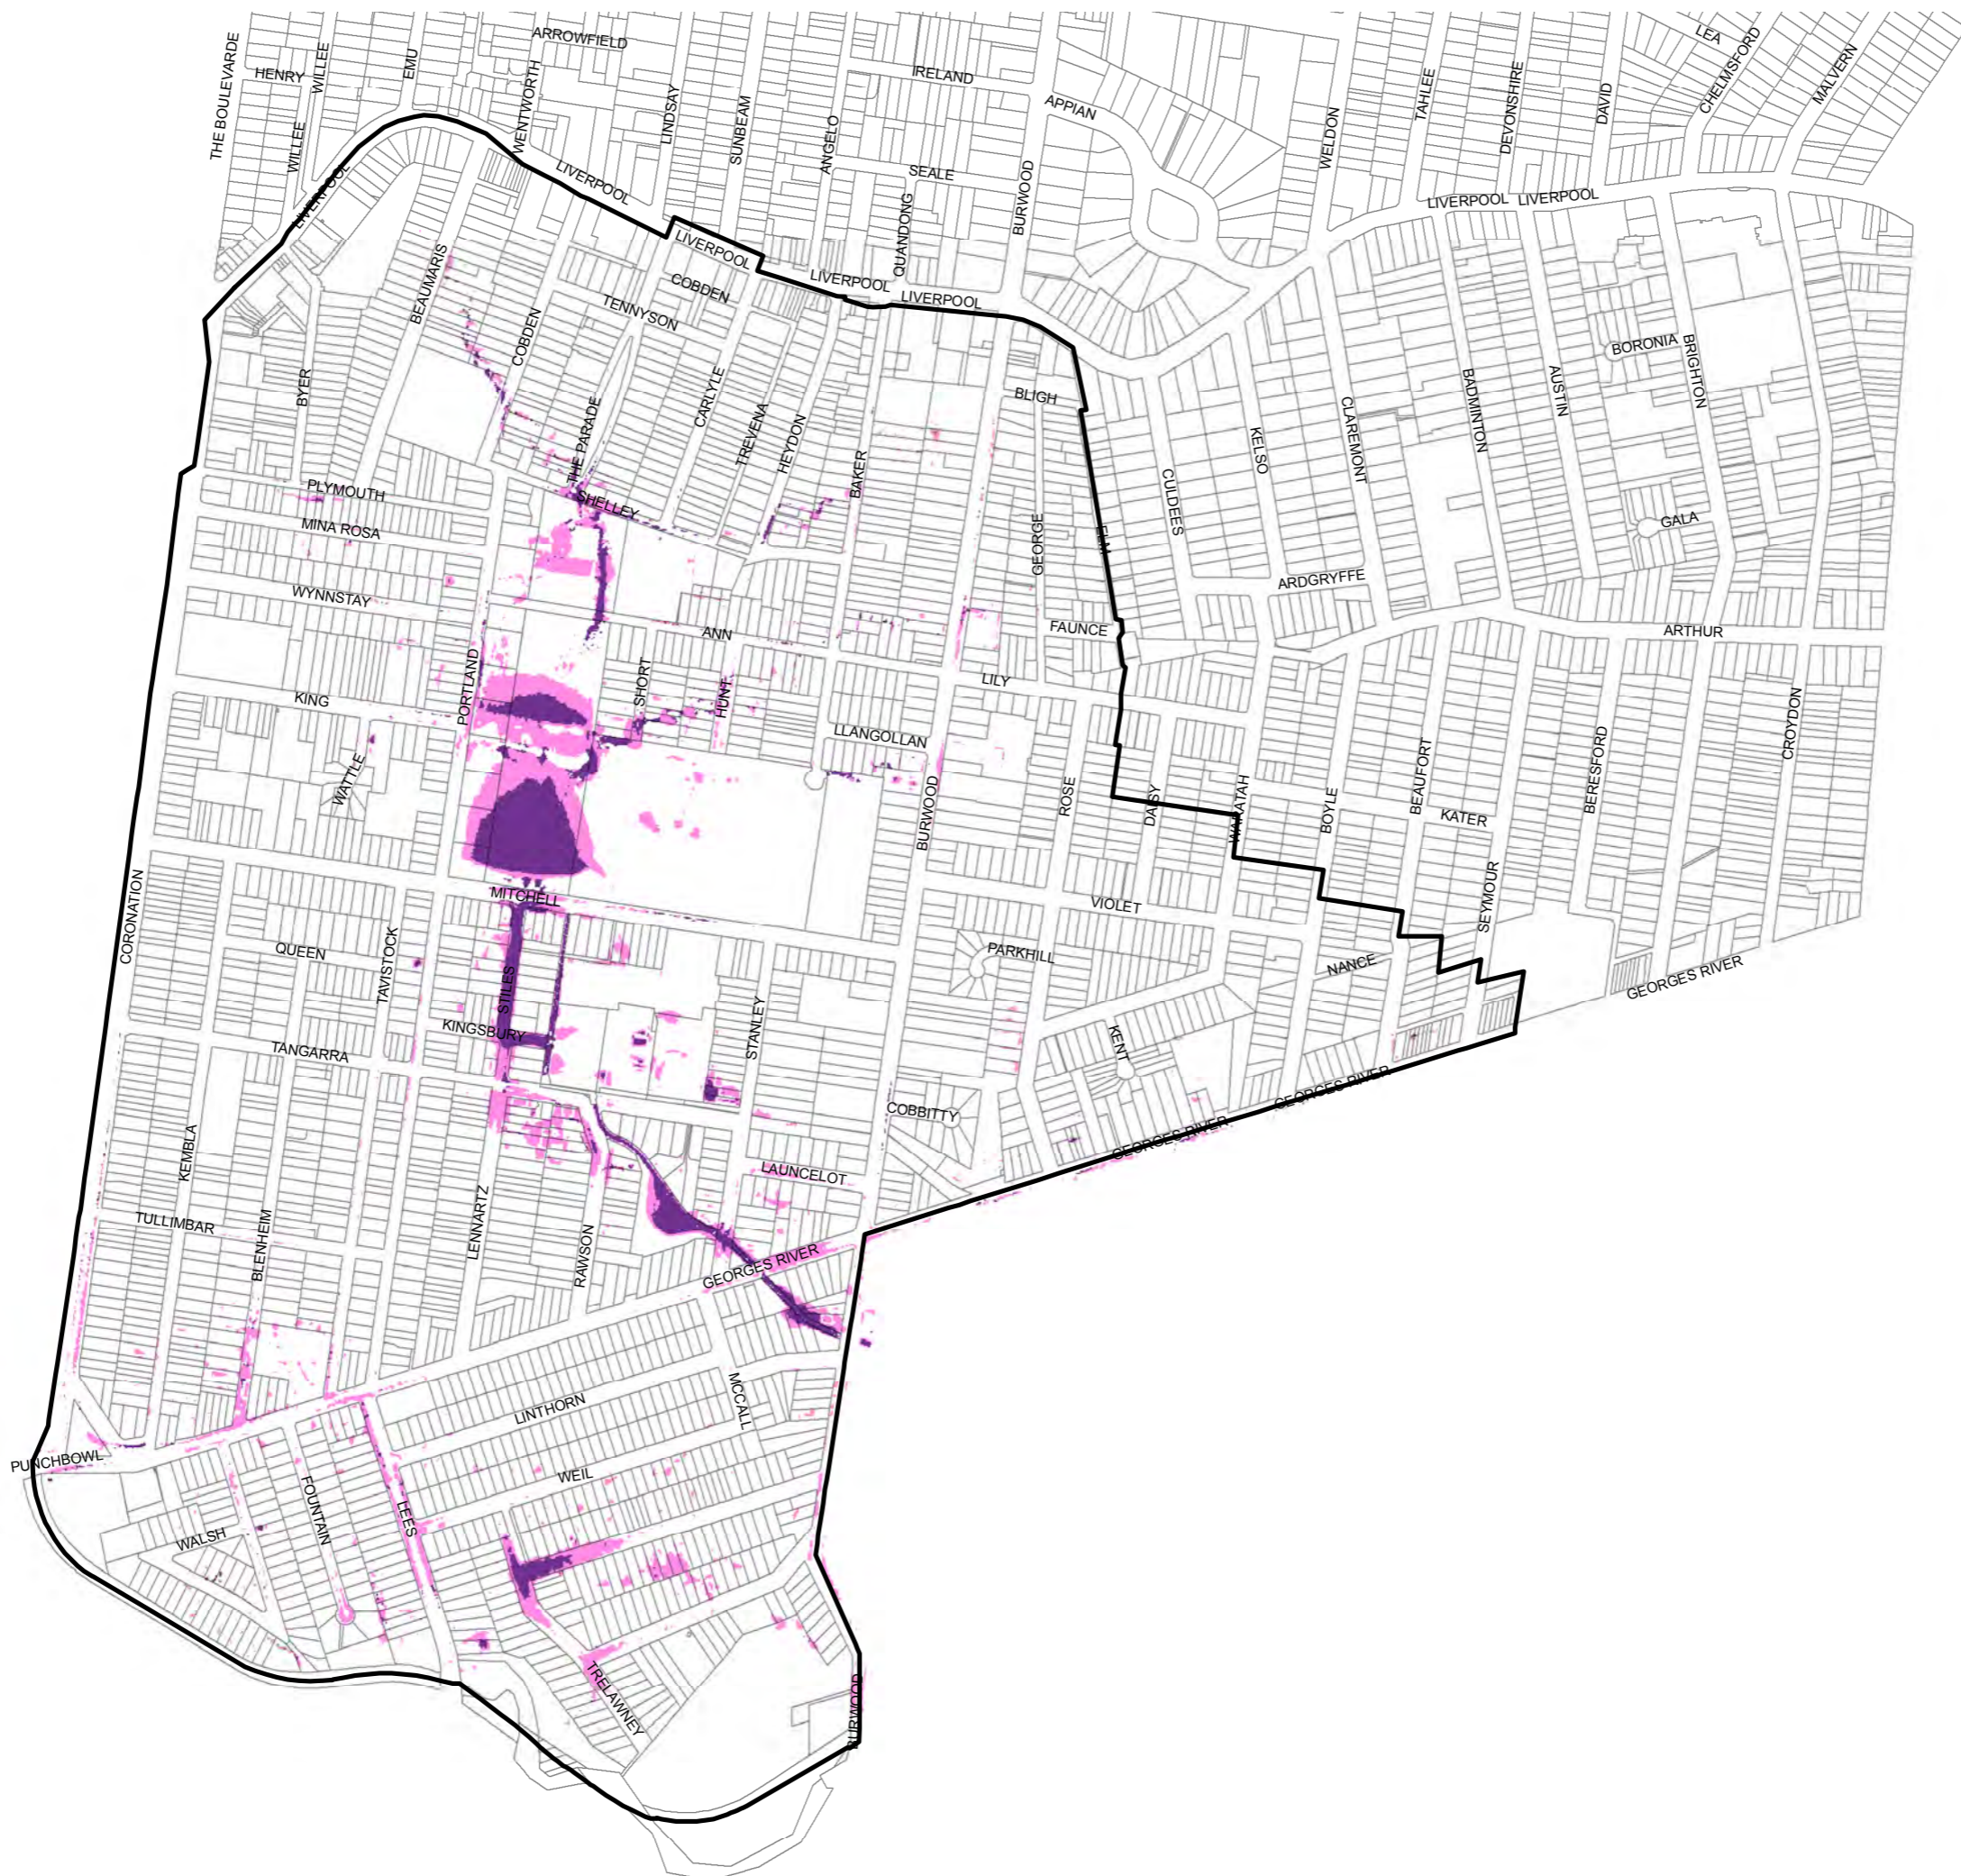 ARROWFIELD
THE BOULEVARDE
HENRY
WILLEE
EMU
WENTWORTH
LINDSAY
SUNBEAM
ANGELO
IRELAND
APPIAN
WELDON
TAHLEE
DEVONSHIRE
DAVID
LEA
CHELMSFORD
MALVERN
WILLEE
LIVERPOOL
LIVERPOOL
SEALE
QUANDONG
BURWOOD
LIVERPOOL
LIVERPOOL
LIVERPOOL
LIVERPOOL
LIVERPOOL
BEAUMARIS
COBDEN
COBDEN
TENNYSON
BYER
THE PARADE
CARLYLE
TREVENA
HEYDON
BAKER
BLIGH
CULDEES
KELSO
CLAREMONT
BADMINTON
AUSTIN
BORONIA
BRIGHTON
PLYMOUTH
SHELLEY
MINA ROSA
GEORGE
ELM
GALA
ARDGRYFFE
WYNNSTAY
ANN
FAUNCE
ARTHUR
PORTLAND
SHORT
HUNT
LILY
KING
LLANGOLLAN
CROYDON
WATTLE
BURWOOD
ROSE
DAISY
WARATAH
BOYLE
BEAUFORT
KATER
BERESFORD
MITCHELL
VIOLET
SEYMOUR
CORONATION
QUEEN
TAVISTOCK
STILES
STANLEY
PARKHILL
NANCE
GEORGES RIVER
KINGSBURY
TANGARRA
KENT
GEORGES RIVER
COBBITTY
GEORGES RIVER
KEMBLA
LAUNCELOT
TULLIMBAR
BLENHEIM
LENNARTZ
RAWSON
GEORGES RIVER
LINTHORN
MCCALL
PUNCHBOWL
WEIL
FOUNTAIN
LEES
WALSH
TRELAWNEY
BURWOOD